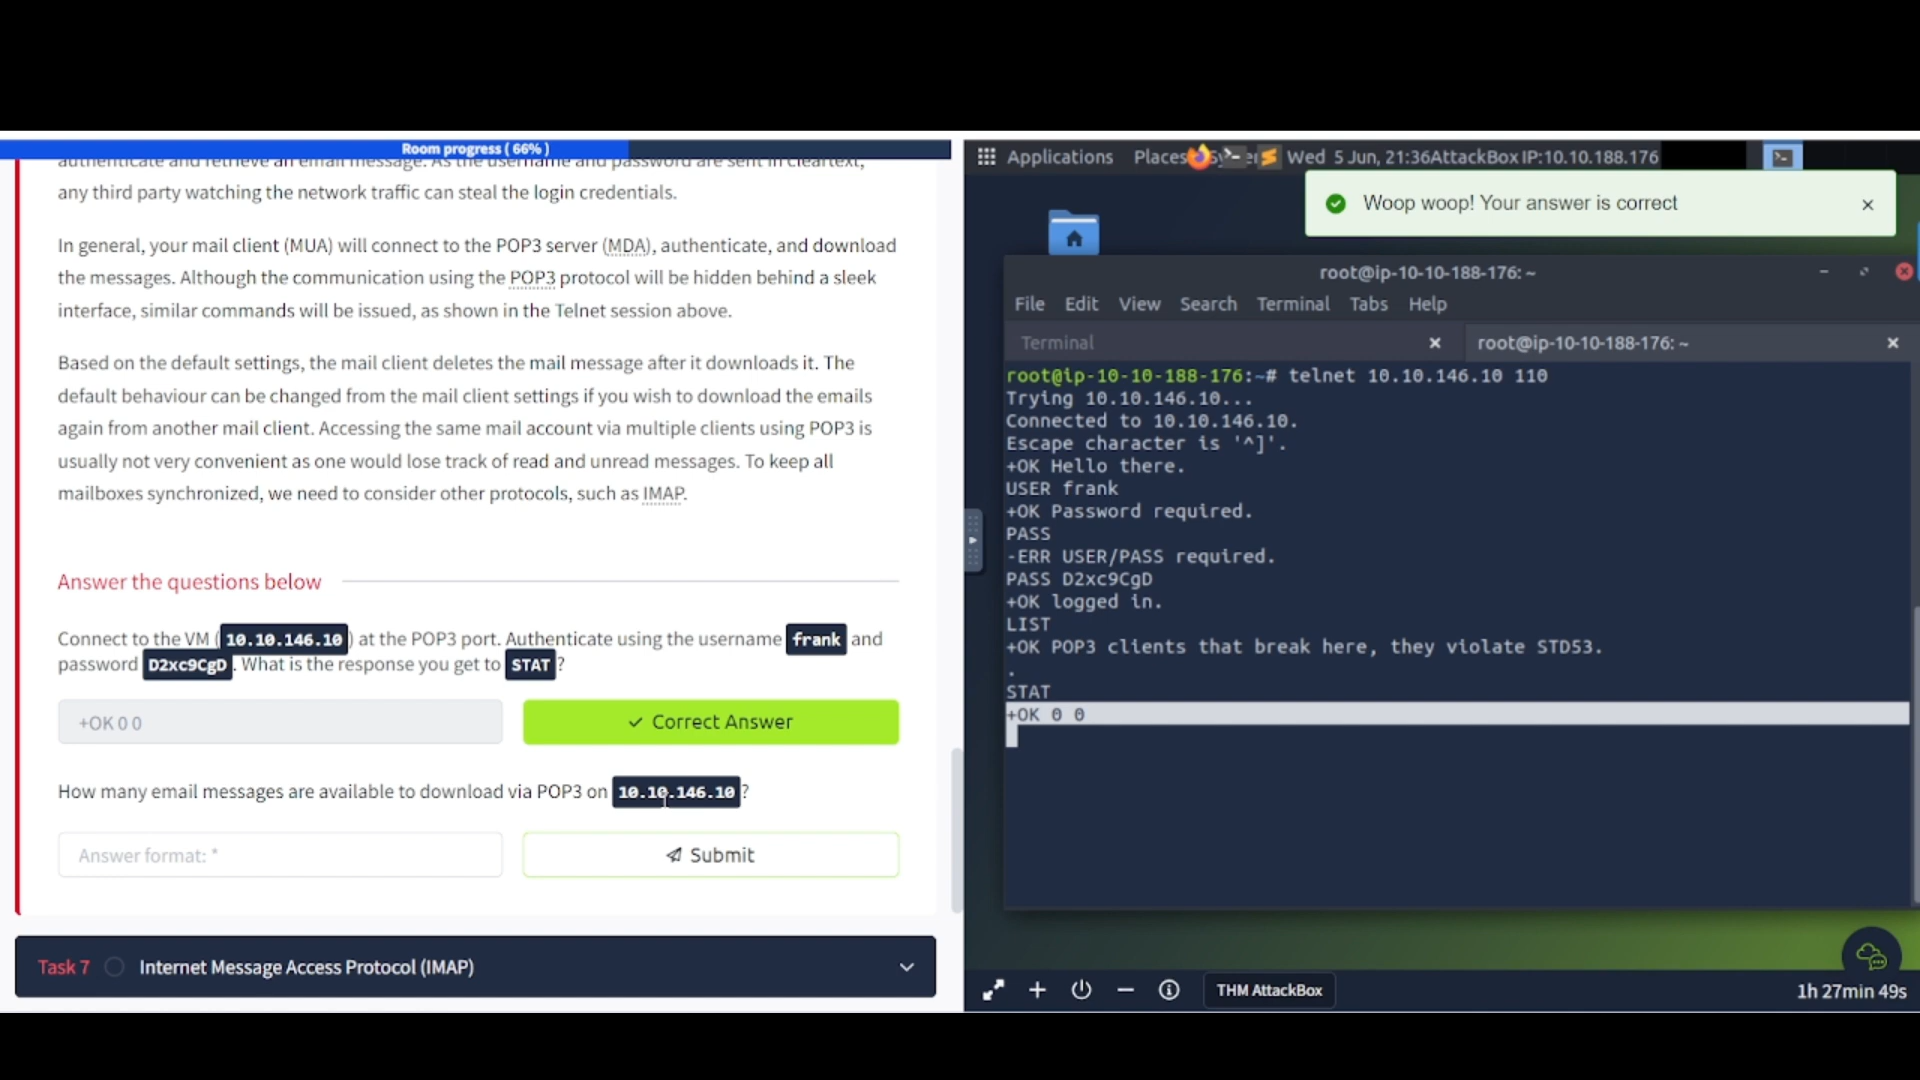 Room progress ( 66% )
authenticate and retrieve an email message. As the username and password are sent in cleartext,
any third party watching the network traffic can steal the login credentials.
In general, your mail client (MUA) will connect to the POP3 server (MDA), authenticate, and download
the messages. Although the communication using the POP3 protocol will be hidden behind a sleek
interface, similar commands will be issued, as shown in the Telnet session above.
Based on the default settings, the mail client deletes the mail message after it downloads it. The
default behaviour can be changed from the mail client settings if you wish to download the emails
again from another mail client. Accessing the same mail account via multiple clients using POP3 is
usually not very convenient as one would lose track of read and unread messages. To keep all
mailboxes synchronized, we need to consider other protocols, such as IMAP.
Answer the questions below
Connect to the VM ( 10.10.146.10 ) at the POP3 port. Authenticate using the username frank and
password D2xc9CgD . What is the response you get to STAT ?
+OK 0 0
Correct Answer
How many email messages are available to download via POP3 on 10.10.146.10 ?
Answer format: *
Submit
Task 7 Internet Message Access Protocol (IMAP)
Applications Places Wed 5 Jun, 21:36 AttackBox IP:10.10.188.176
Woop woop! Your answer is correct
root@ip-10-10-188-176: ~
File Edit View Search Terminal Tabs Help
Terminal
root@ip-10-10-188-176: ~
root@ip-10-10-188-176:~# telnet 10.10.146.10 110
Trying 10.10.146.10...
Connected to 10.10.146.10.
Escape character is '^]'.
+OK Hello there.
USER frank
+OK Password required.
PASS
-ERR USER/PASS required.
PASS D2xc9CgD
+OK logged in.
LIST
+OK POP3 clients that break here, they violate STD53.
.
STAT
+OK 0 0
THM AttackBox
1h 27min 49s